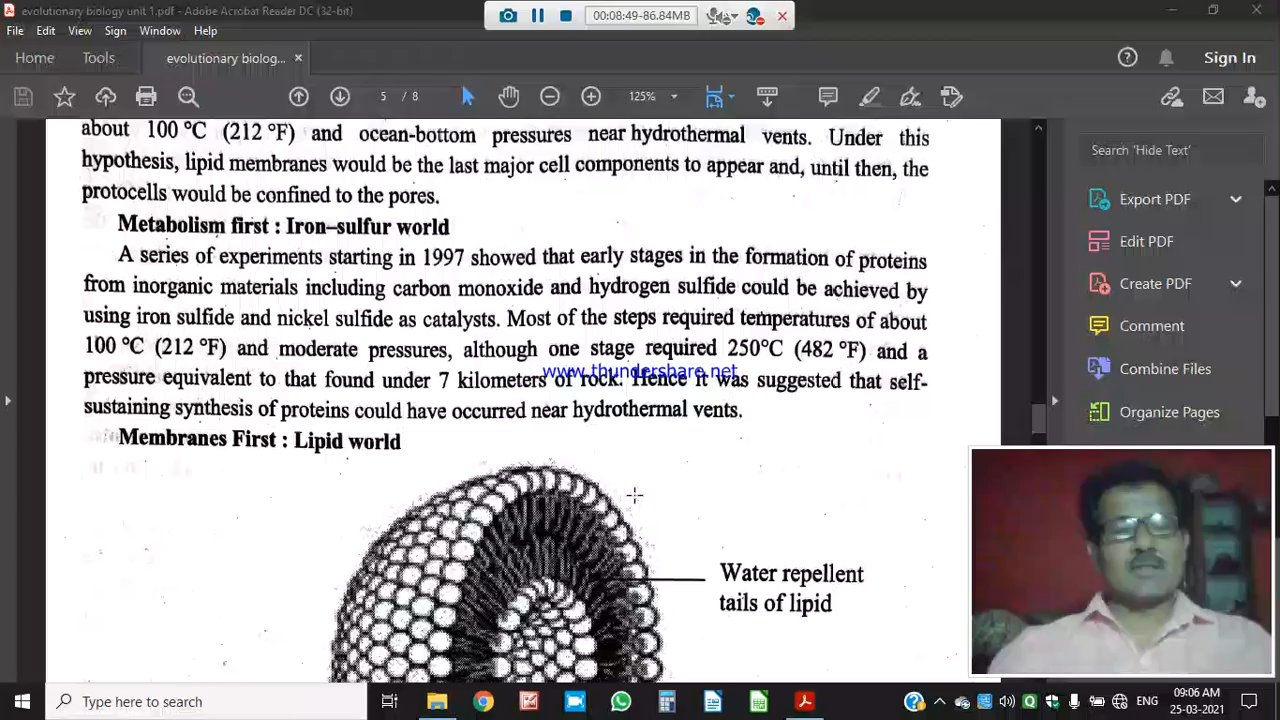 evolutionary biology unit 1.pdf - Adobe Acrobat Reader DC (32-bit)
00:08:49-86.84MB
File Edit View Sign Window Help
Home Tools evolutionary biolog... Sign In
5 / 8 125%
about 100 °C (212 °F) and ocean-bottom pressures near hydrothermal vents. Under this
hypothesis, lipid membranes would be the last major cell components to appear and, until then, the
protocells would be confined to the pores.
Metabolism first : Iron–sulfur world
A series of experiments starting in 1997 showed that early stages in the formation of proteins
from inorganic materials including carbon monoxide and hydrogen sulfide could be achieved by
using iron sulfide and nickel sulfide as catalysts. Most of the steps required temperatures of about
100 °C (212 °F) and moderate pressures, although one stage required 250°C (482 °F) and a
www.thundershare.net
pressure equivalent to that found under 7 kilometers of rock. Hence it was suggested that self-
sustaining synthesis of proteins could have occurred near hydrothermal vents.
Membranes First : Lipid world
Water repellent
tails of lipid
Search 'Hide Text'
Export PDF
Edit PDF
Create PDF
Comment
Combine Files
Organize Pages
Type here to search
ENG
09:06 AM
25-03-2021